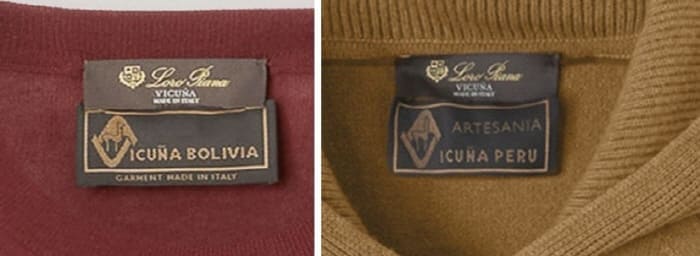 Loro Piana
VICUÑA
MADE IN ITALY
VICUÑA BOLIVIA
GARMENT MADE IN ITALY
Loro Piana
VICUÑA
MADE IN ITALY
ARTESANIA
VICUÑA PERU